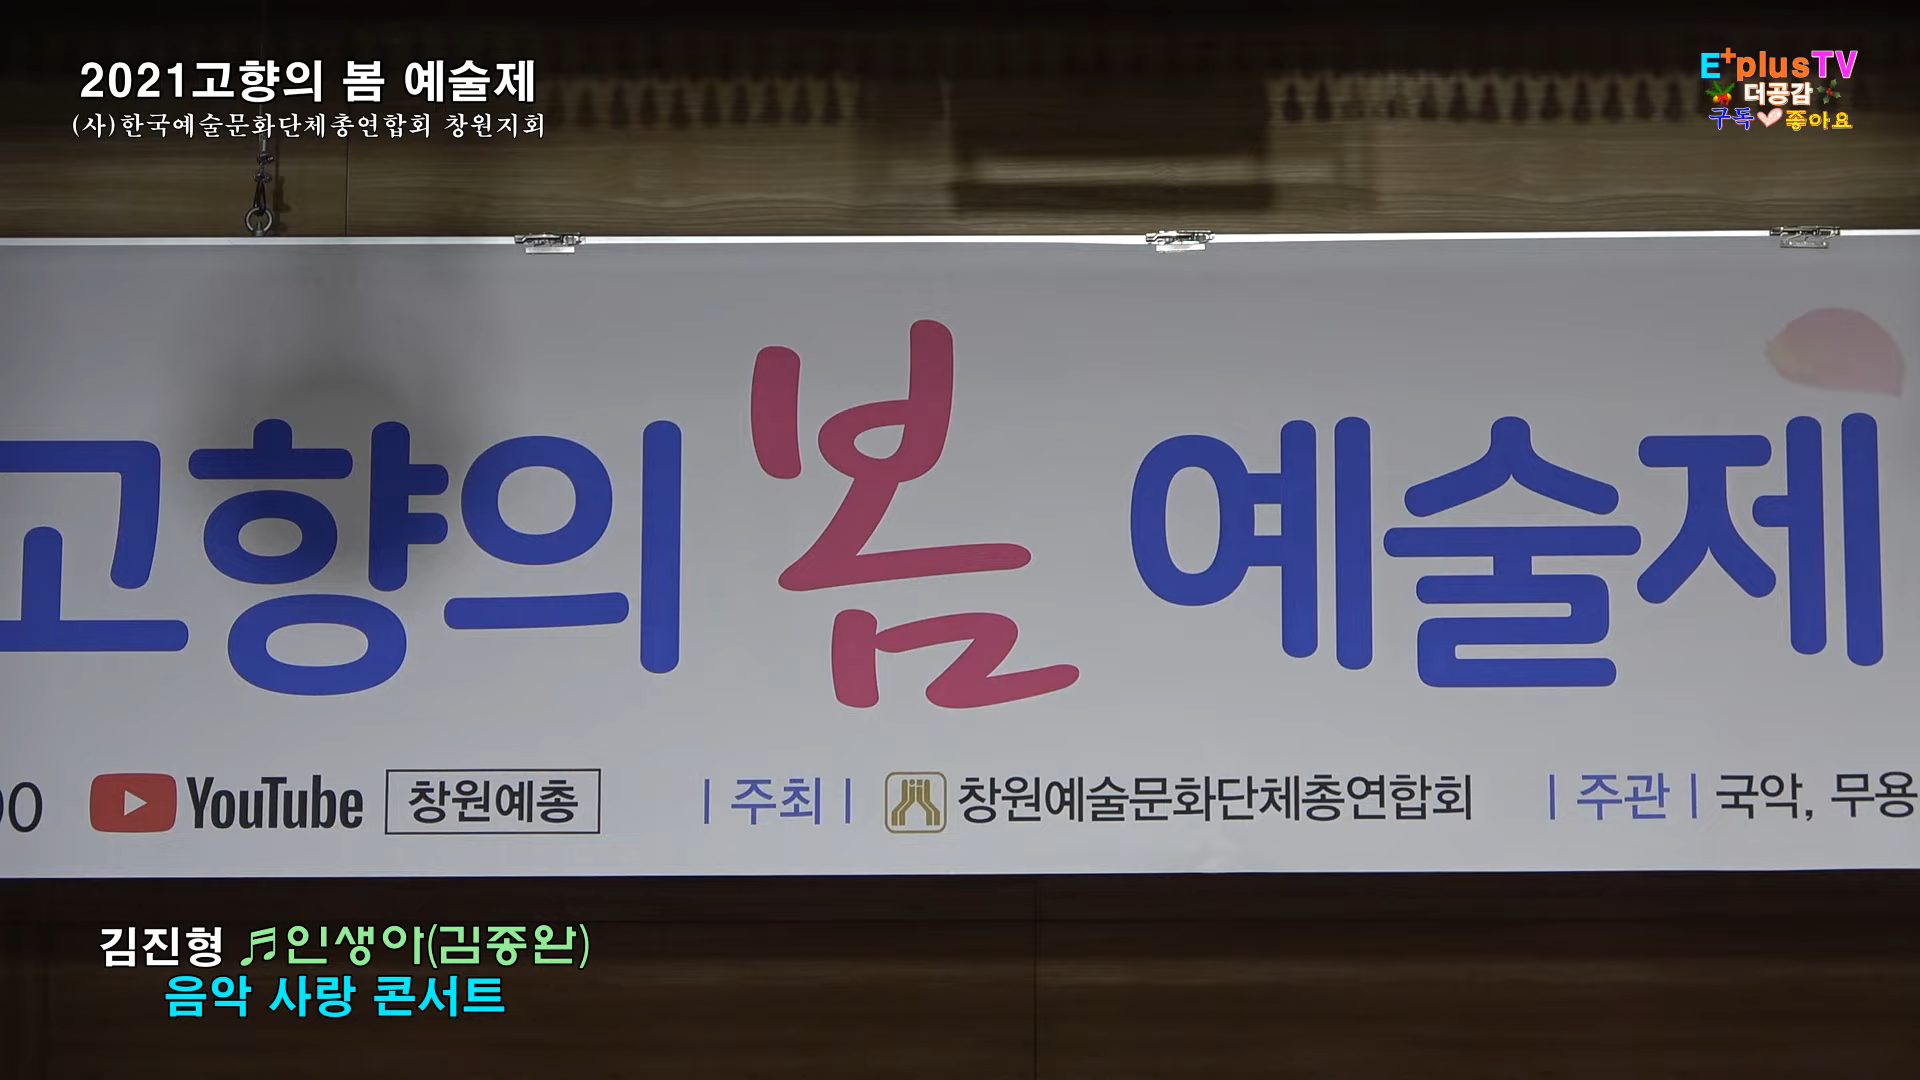 2021고향의 봄 예술제
(사)한국예술문화단체총연합회 창원지회
E+plusTV
더공감
구독 좋아요
고향의 봄 예술제
00 YouTube 창원예총 | 주최 | 창원예술문화단체총연합회 | 주관 | 국악, 무용
김진형 ♬인생아(김종완)
음악 사랑 콘서트